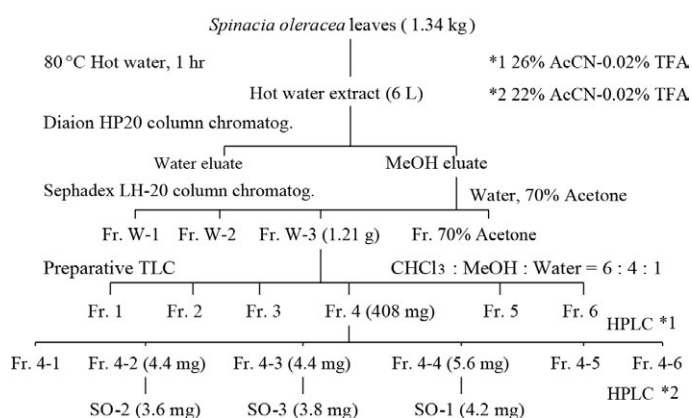 Spinacia oleracea leaves ( 1.34 kg)
80 °C Hot water, 1 hr
*1 26% AcCN-0.02% TFA
Hot water extract (6 L)
*2 22% AcCN-0.02% TFA
Diaion HP20 column chromatog.
Water eluate MeOH eluate
Sephadex LH-20 column chromatog.
Water, 70% Acetone
Fr. W-1 Fr. W-2 Fr. W-3 (1.21 g) Fr. 70% Acetone
Preparative TLC CHCl3 : MeOH : Water = 6 : 4 : 1
Fr. 1 Fr. 2 Fr. 3 Fr. 4 (408 mg) Fr. 5 Fr. 6
HPLC *1
Fr. 4-1 Fr. 4-2 (4.4 mg) Fr. 4-3 (4.4 mg) Fr. 4-4 (5.6 mg) Fr. 4-5 Fr. 4-6
HPLC *2
SO-2 (3.6 mg) SO-3 (3.8 mg) SO-1 (4.2 mg)